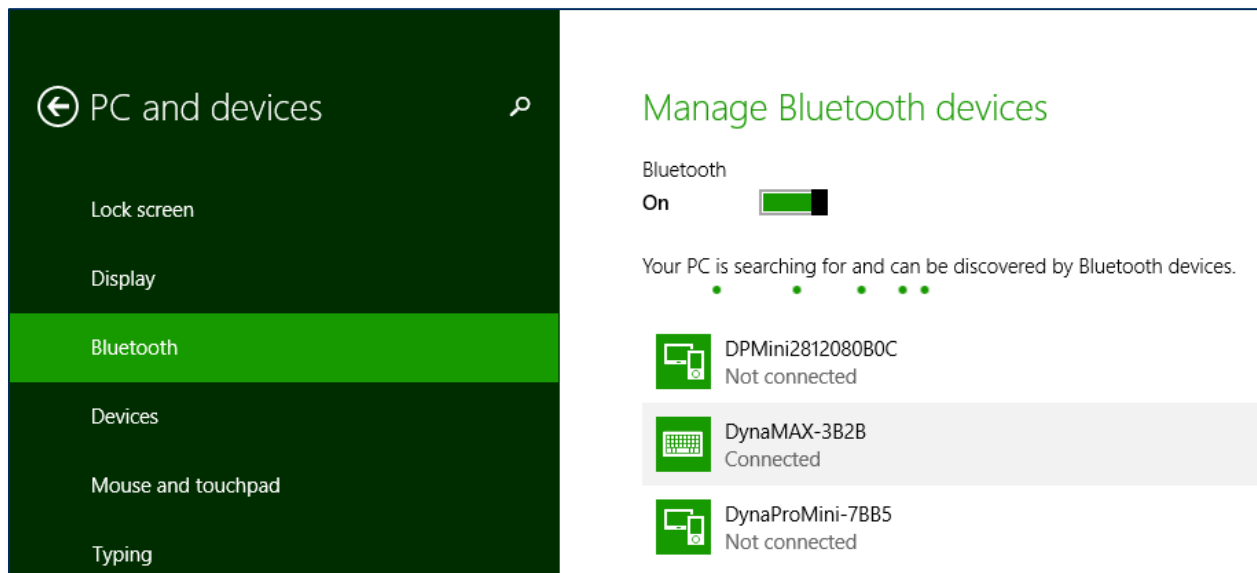 PC and devices
Lock screen
Display
Bluetooth
Devices
Mouse and touchpad
Typing
Manage Bluetooth devices
Bluetooth
On
Your PC is searching for and can be discovered by Bluetooth devices.
DPMini2812080B0C
Not connected
DynaMAX-3B2B
Connected
DynaProMini-7BB5
Not connected